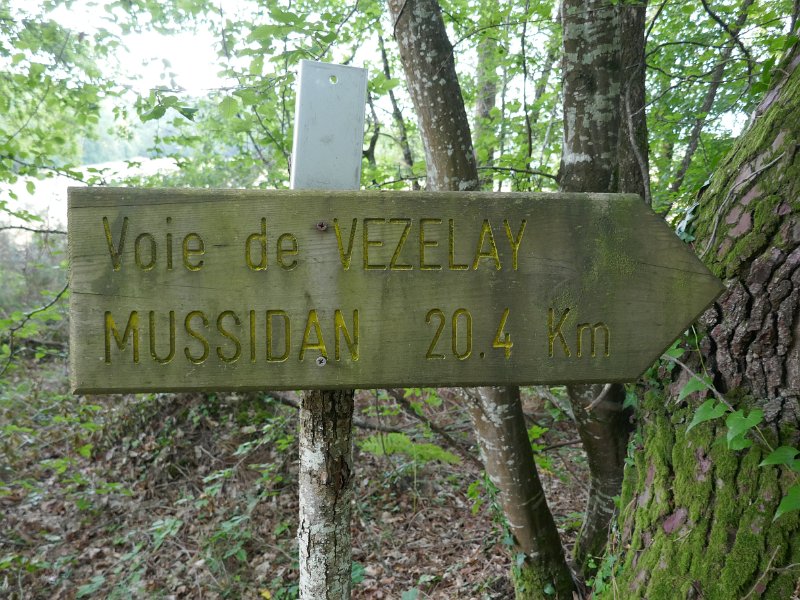 Voie de VEZELAY
MUSSIDAN 20.4 Km